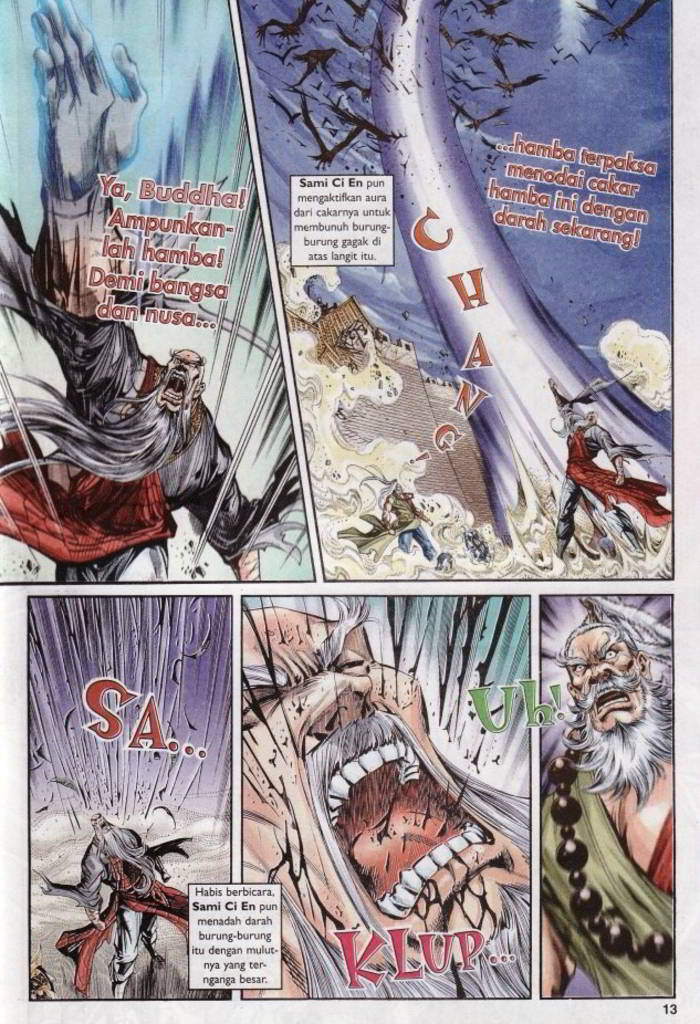 Ya, Buddha!
Ampunkan-
lah hamba!
Demi bangsa
dan nusa...
Sami Ci En pun
mengaktifkan aura
dari cakarnya untuk
membunuh burung-
burung gagak di
atas langit itu.
...hamba terpaksa
menodai cakar
hamba ini dengan
darah sekarang!
CHANG!
SA...
Habis berbicara,
Sami Ci En pun
menadah darah
burung-burung
itu dengan mulut-
nya yang ter-
nganga besar.
KLUP...
Uh!
13